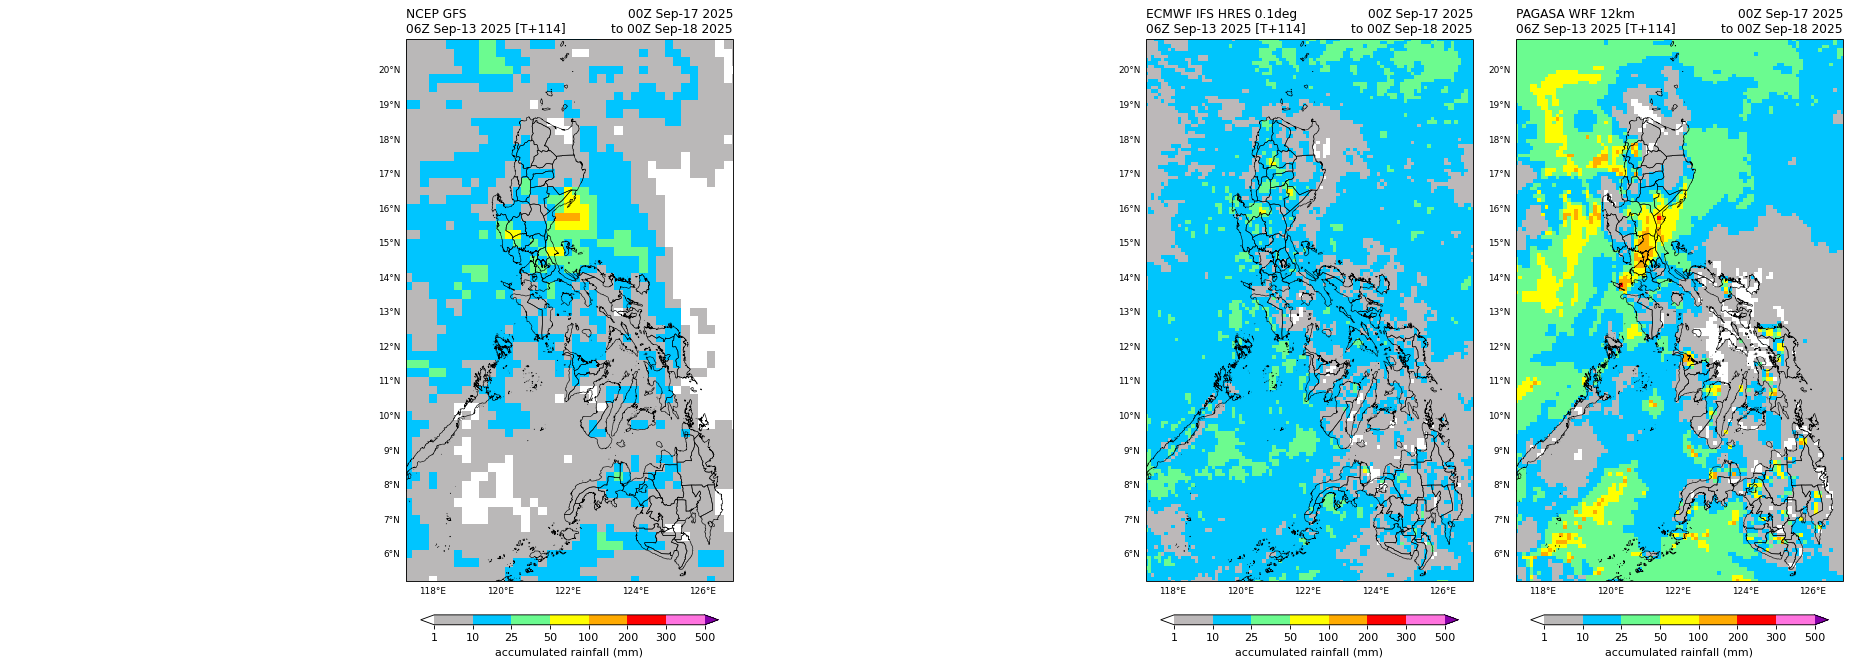 NCEP GFS
06Z Sep-13 2025 [T+114]
00Z Sep-17 2025
to 00Z Sep-18 2025
20°N
19°N
18°N
17°N
16°N
15°N
14°N
13°N
12°N
11°N
10°N
9°N
8°N
7°N
6°N
118°E 120°E 122°E 124°E 126°E
1 10 25 50 100 200 300 500
accumulated rainfall (mm)
ECMWF IFS HRES 0.1deg
06Z Sep-13 2025 [T+114]
00Z Sep-17 2025
to 00Z Sep-18 2025
20°N
19°N
18°N
17°N
16°N
15°N
14°N
13°N
12°N
11°N
10°N
9°N
8°N
7°N
6°N
118°E 120°E 122°E 124°E 126°E
1 10 25 50 100 200 300 500
accumulated rainfall (mm)
PAGASA WRF 12km
06Z Sep-13 2025 [T+114]
00Z Sep-17 2025
to 00Z Sep-18 2025
20°N
19°N
18°N
17°N
16°N
15°N
14°N
13°N
12°N
11°N
10°N
9°N
8°N
7°N
6°N
118°E 120°E 122°E 124°E 126°E
1 10 25 50 100 200 300 500
accumulated rainfall (mm)